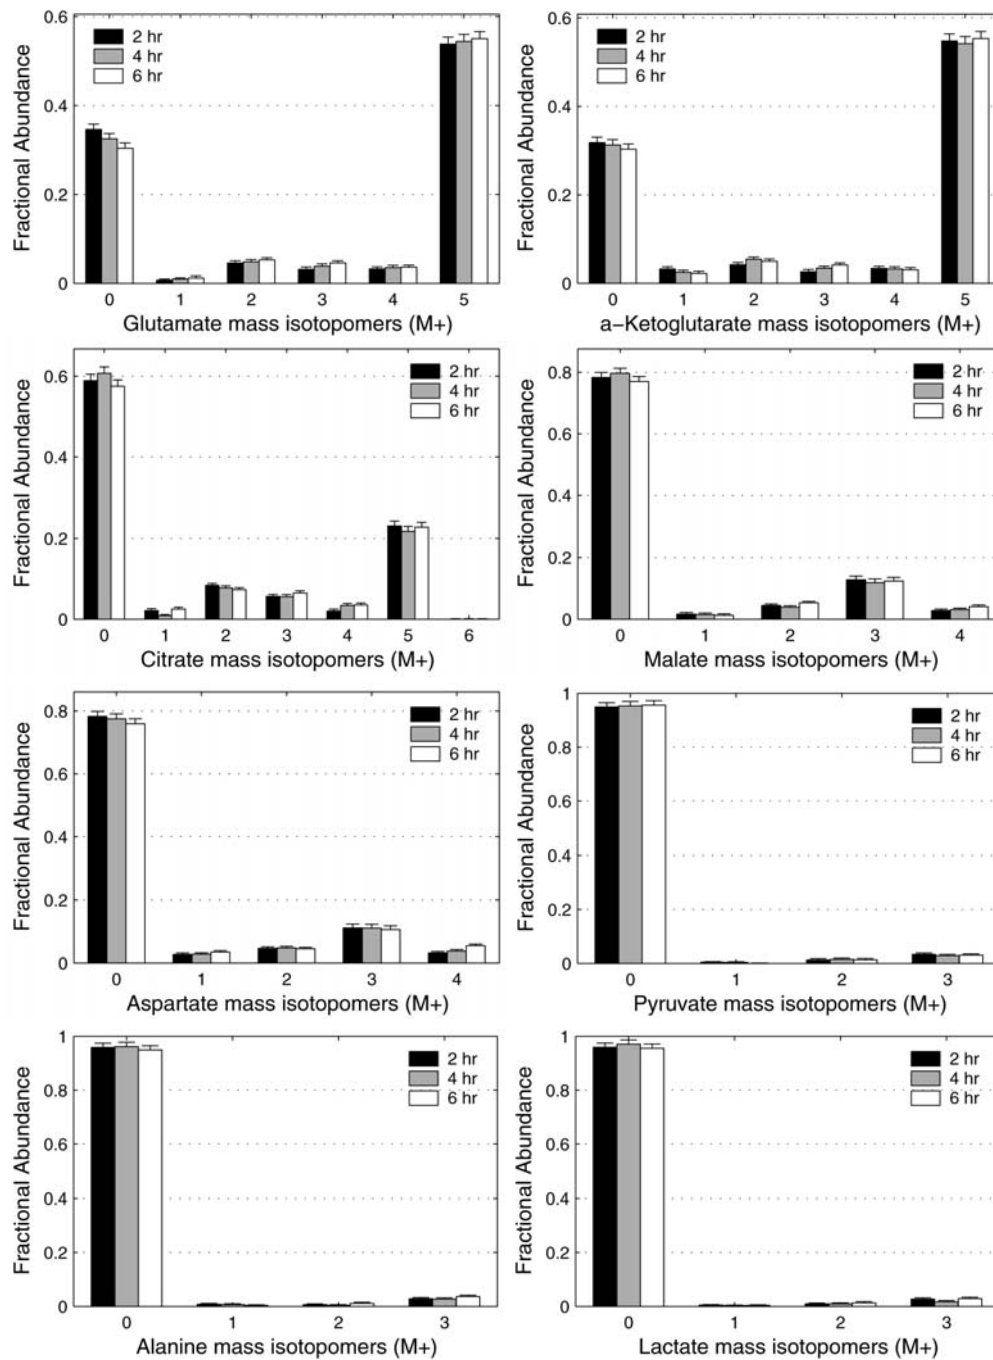 Fractional Abundance
0.6
0.4
0.2
0
2 hr
4 hr
6 hr
0 1 2 3 4 5
Glutamate mass isotopomers (M+)
Fractional Abundance
0.6
0.4
0.2
0
2 hr
4 hr
6 hr
0 1 2 3 4 5
a-Ketoglutarate mass isotopomers (M+)
Fractional Abundance
0.6
0.4
0.2
0
2 hr
4 hr
6 hr
0 1 2 3 4 5 6
Citrate mass isotopomers (M+)
Fractional Abundance
0.8
0.6
0.4
0.2
0
2 hr
4 hr
6 hr
0 1 2 3 4
Malate mass isotopomers (M+)
Fractional Abundance
0.8
0.6
0.4
0.2
0
2 hr
4 hr
6 hr
0 1 2 3 4
Aspartate mass isotopomers (M+)
Fractional Abundance
1
0.8
0.6
0.4
0.2
0
2 hr
4 hr
6 hr
0 1 2 3
Pyruvate mass isotopomers (M+)
Fractional Abundance
1
0.8
0.6
0.4
0.2
0
2 hr
4 hr
6 hr
0 1 2 3
Alanine mass isotopomers (M+)
Fractional Abundance
1
0.8
0.6
0.4
0.2
0
2 hr
4 hr
6 hr
0 1 2 3
Lactate mass isotopomers (M+)